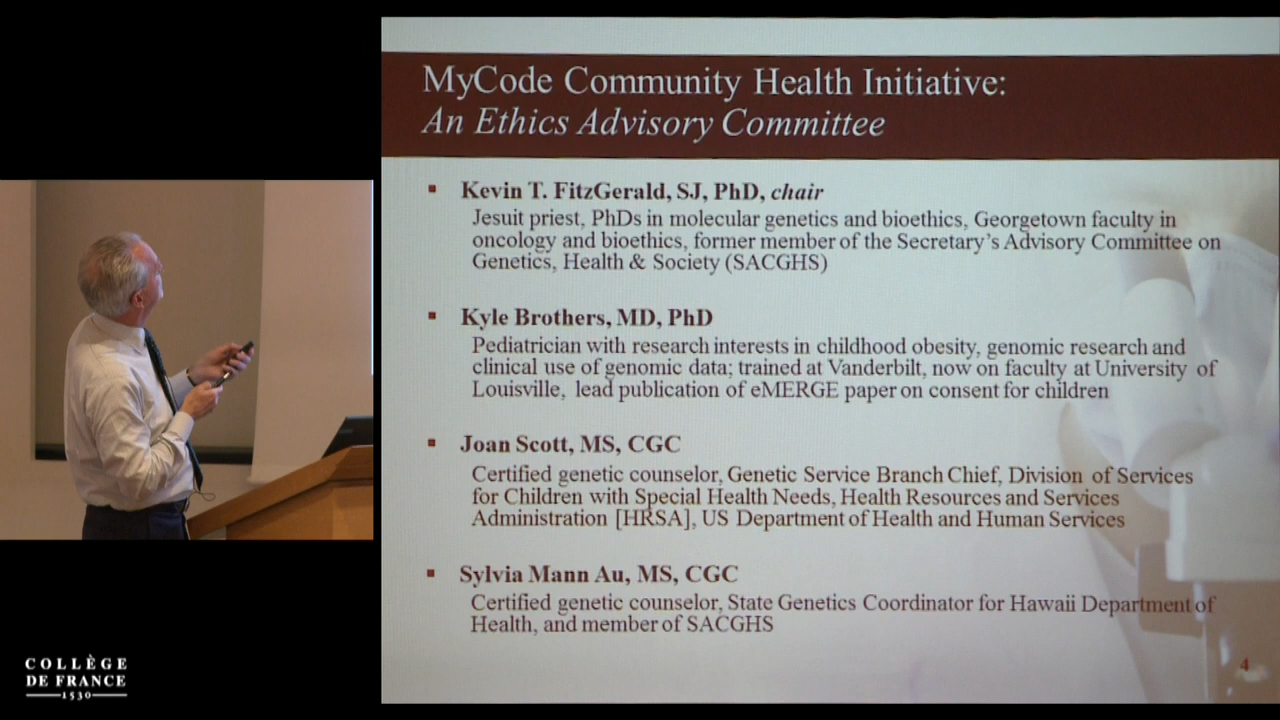 MyCode Community Health Initiative:
An Ethics Advisory Committee
Kevin T. FitzGerald, SJ, PhD, chair
Jesuit priest, PhDs in molecular genetics and bioethics, Georgetown faculty in
oncology and bioethics, former member of the Secretary's Advisory Committee on
Genetics, Health & Society (SACGHS)
Kyle Brothers, MD, PhD
Pediatrician with research interests in childhood obesity, genomic research and
clinical use of genomic data; trained at Vanderbilt, now on faculty at University of
Louisville, lead publication of eMERGE paper on consent for children
Joan Scott, MS, CGC
Certified genetic counselor, Genetic Service Branch Chief, Division of Services
for Children with Special Health Needs, Health Resources and Services
Administration [HRSA], US Department of Health and Human Services
Sylvia Mann Au, MS, CGC
Certified genetic counselor, State Genetics Coordinator for Hawaii Department of
Health, and member of SACGHS
4
COLLÈGE
DE FRANCE
1530